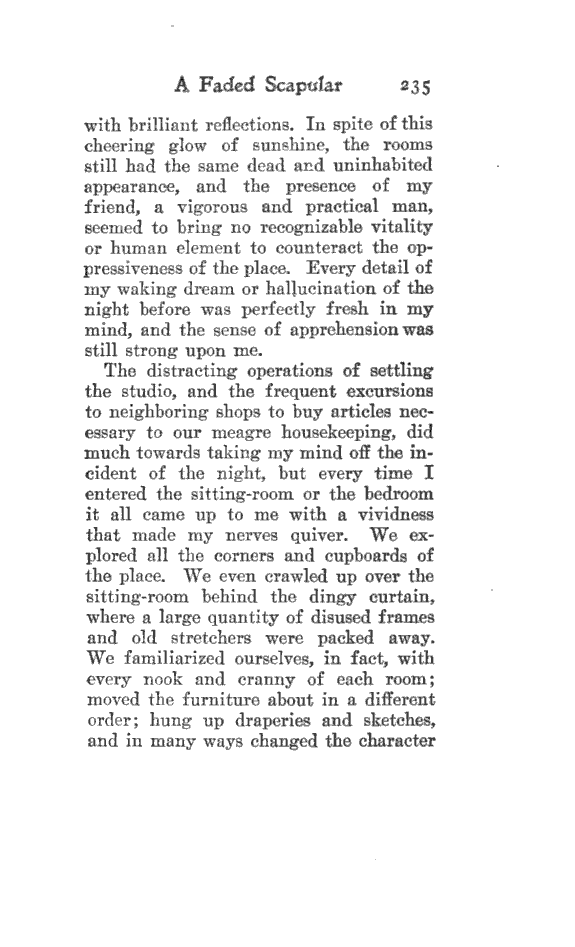 A Faded Scapular 235
with brilliant reflections. In spite of this
cheering glow of sunshine, the rooms
still had the same dead and uninhabited
appearance, and the presence of my
friend, a vigorous and practical man,
seemed to bring no recognizable vitality
or human element to counteract the op-
pressiveness of the place. Every detail of
my waking dream or hallucination of the
night before was perfectly fresh in my
mind, and the sense of apprehension was
still strong upon me.
The distracting operations of settling
the studio, and the frequent excursions
to neighboring shops to buy articles nec-
essary to our meagre housekeeping, did
much towards taking my mind off the in-
cident of the night, but every time I
entered the sitting-room or the bedroom
it all came up to me with a vividness
that made my nerves quiver. We ex-
plored all the corners and cupboards of
the place. We even crawled up over the
sitting-room behind the dingy curtain,
where a large quantity of disused frames
and old stretchers were packed away.
We familiarized ourselves, in fact, with
every nook and cranny of each room;
moved the furniture about in a different
order; hung up draperies and sketches,
and in many ways changed the character